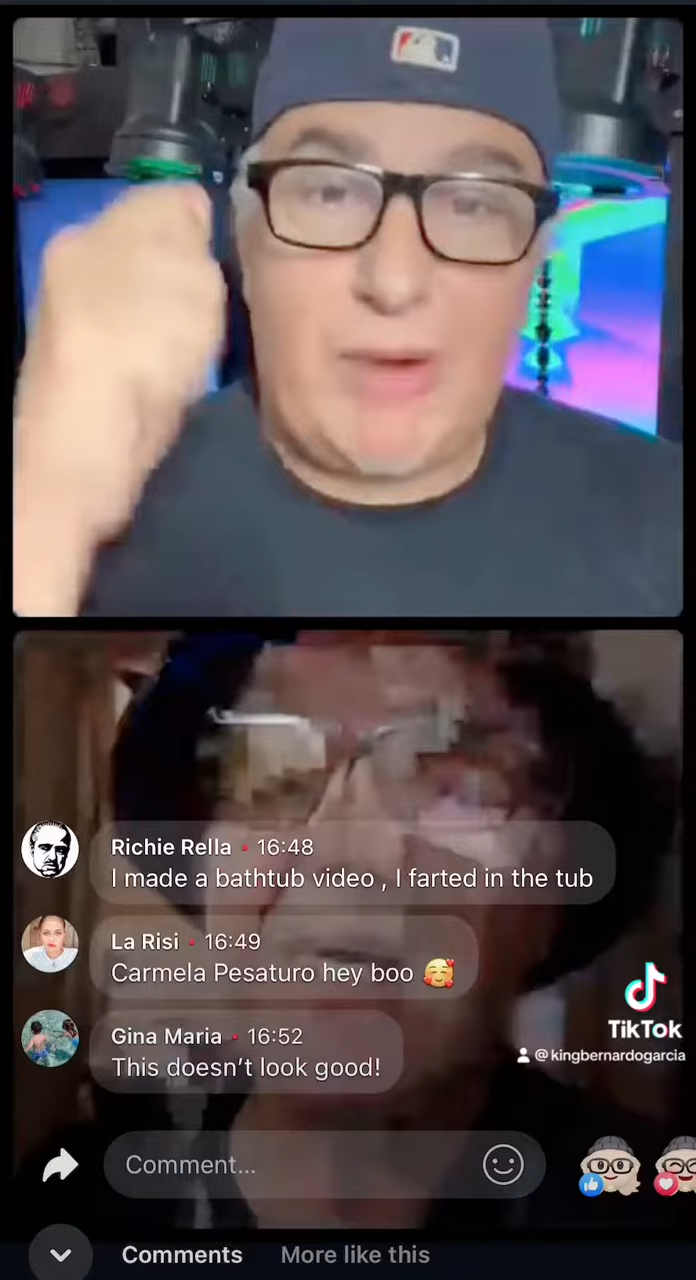 Richie Rella • 16:48
I made a bathtub video , I farted in the tub
La Risi • 16:49
Carmela Pesaturo hey boo 🥰
TikTok
@kingbernardogarcia
Gina Maria • 16:52
This doesn't look good!
Comment...
Comments More like this